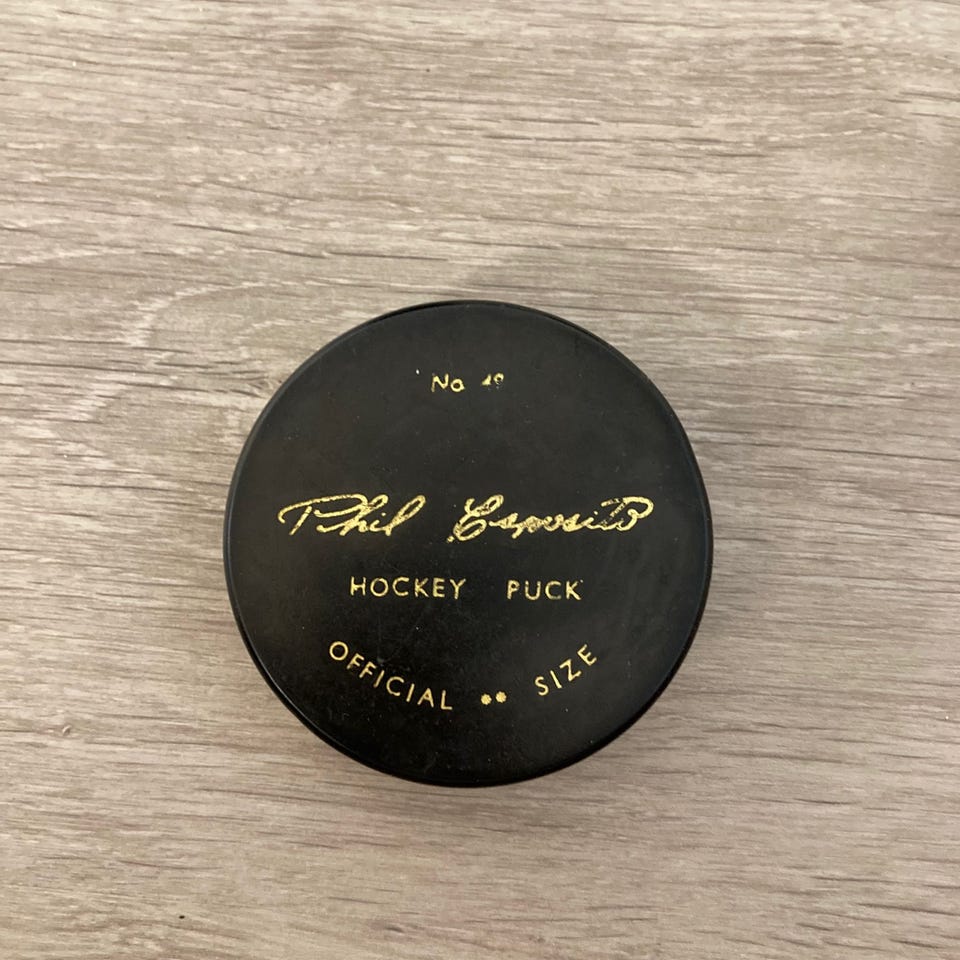 No 49
Phil Esposito
HOCKEY PUCK
OFFICIAL •• SIZE